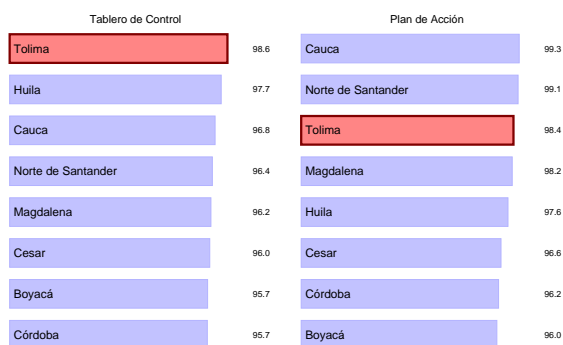 Tablero de Control
Tolima 98.6
Huila 97.7
Cauca 96.8
Norte de Santander 96.4
Magdalena 96.2
Cesar 96.0
Boyacá 95.7
Córdoba 95.7
Plan de Acción
Cauca 99.3
Norte de Santander 99.1
Tolima 98.4
Magdalena 98.2
Huila 97.6
Cesar 96.6
Córdoba 96.2
Boyacá 96.0